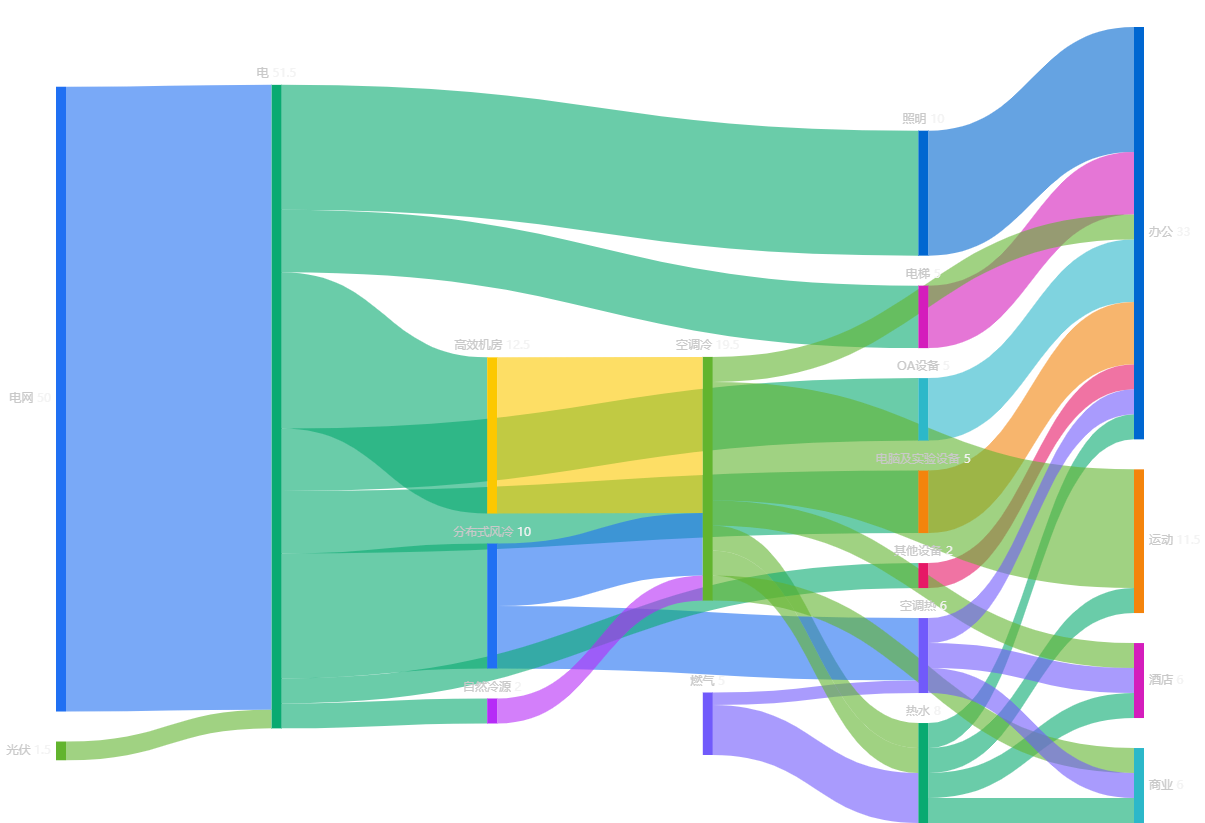 电 51.5
照明 10
办公 33
电梯
高效机房 12.5
空调冷 19.5
OA设备 5
电网 50
电脑及实验设备 5
分布式风冷 10
运动 11.5
其他设备 2
空调热 6
燃气 5
自然冷源 2
酒店 6
热水 8
光伏 1.5
商业 6